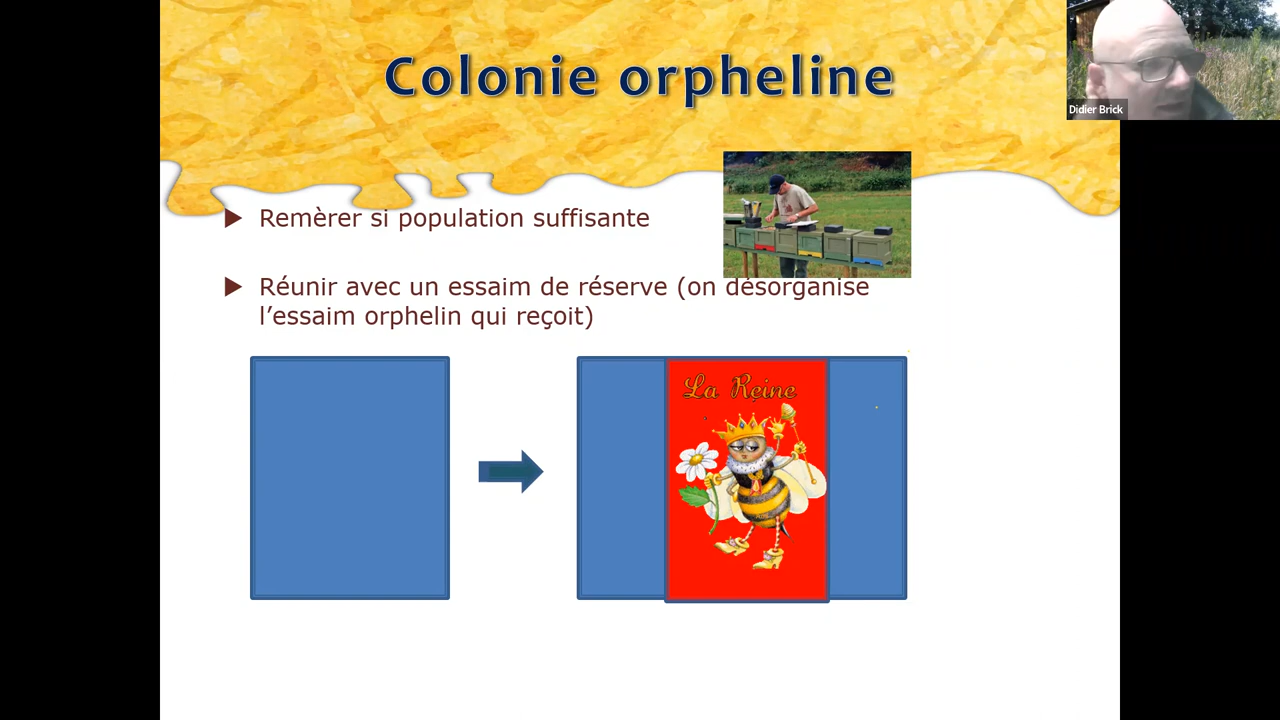 Colonie orpheline
Didier Brick
▶ Remèrer si population suffisante
▶ Réunir avec un essaim de réserve (on désorganise
l’essaim orphelin qui reçoit)
La Reine